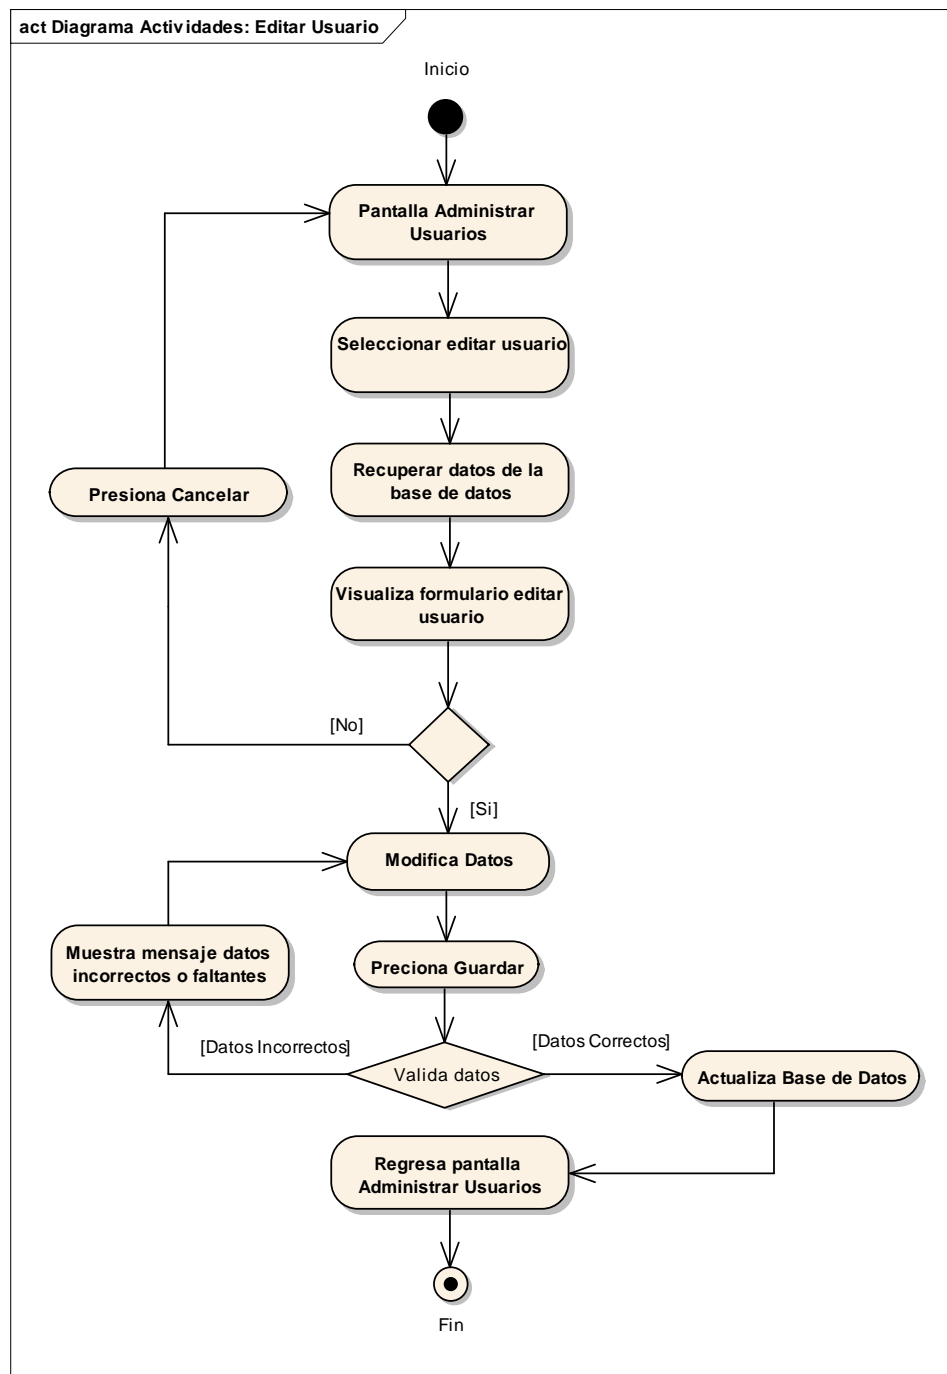 act Diagrama Actividades: Editar Usuario
Inicio
Pantalla Administrar
Usuarios
Seleccionar editar usuario
Recuperar datos de la
base de datos
Presiona Cancelar
Visualiza formulario editar
usuario
[No]
[Si]
Modifica Datos
Muestra mensaje datos
incorrectos o faltantes
Preciona Guardar
[Datos Incorrectos]
[Datos Correctos]
Valida datos
Actualiza Base de Datos
Regresa pantalla
Administrar Usuarios
Fin